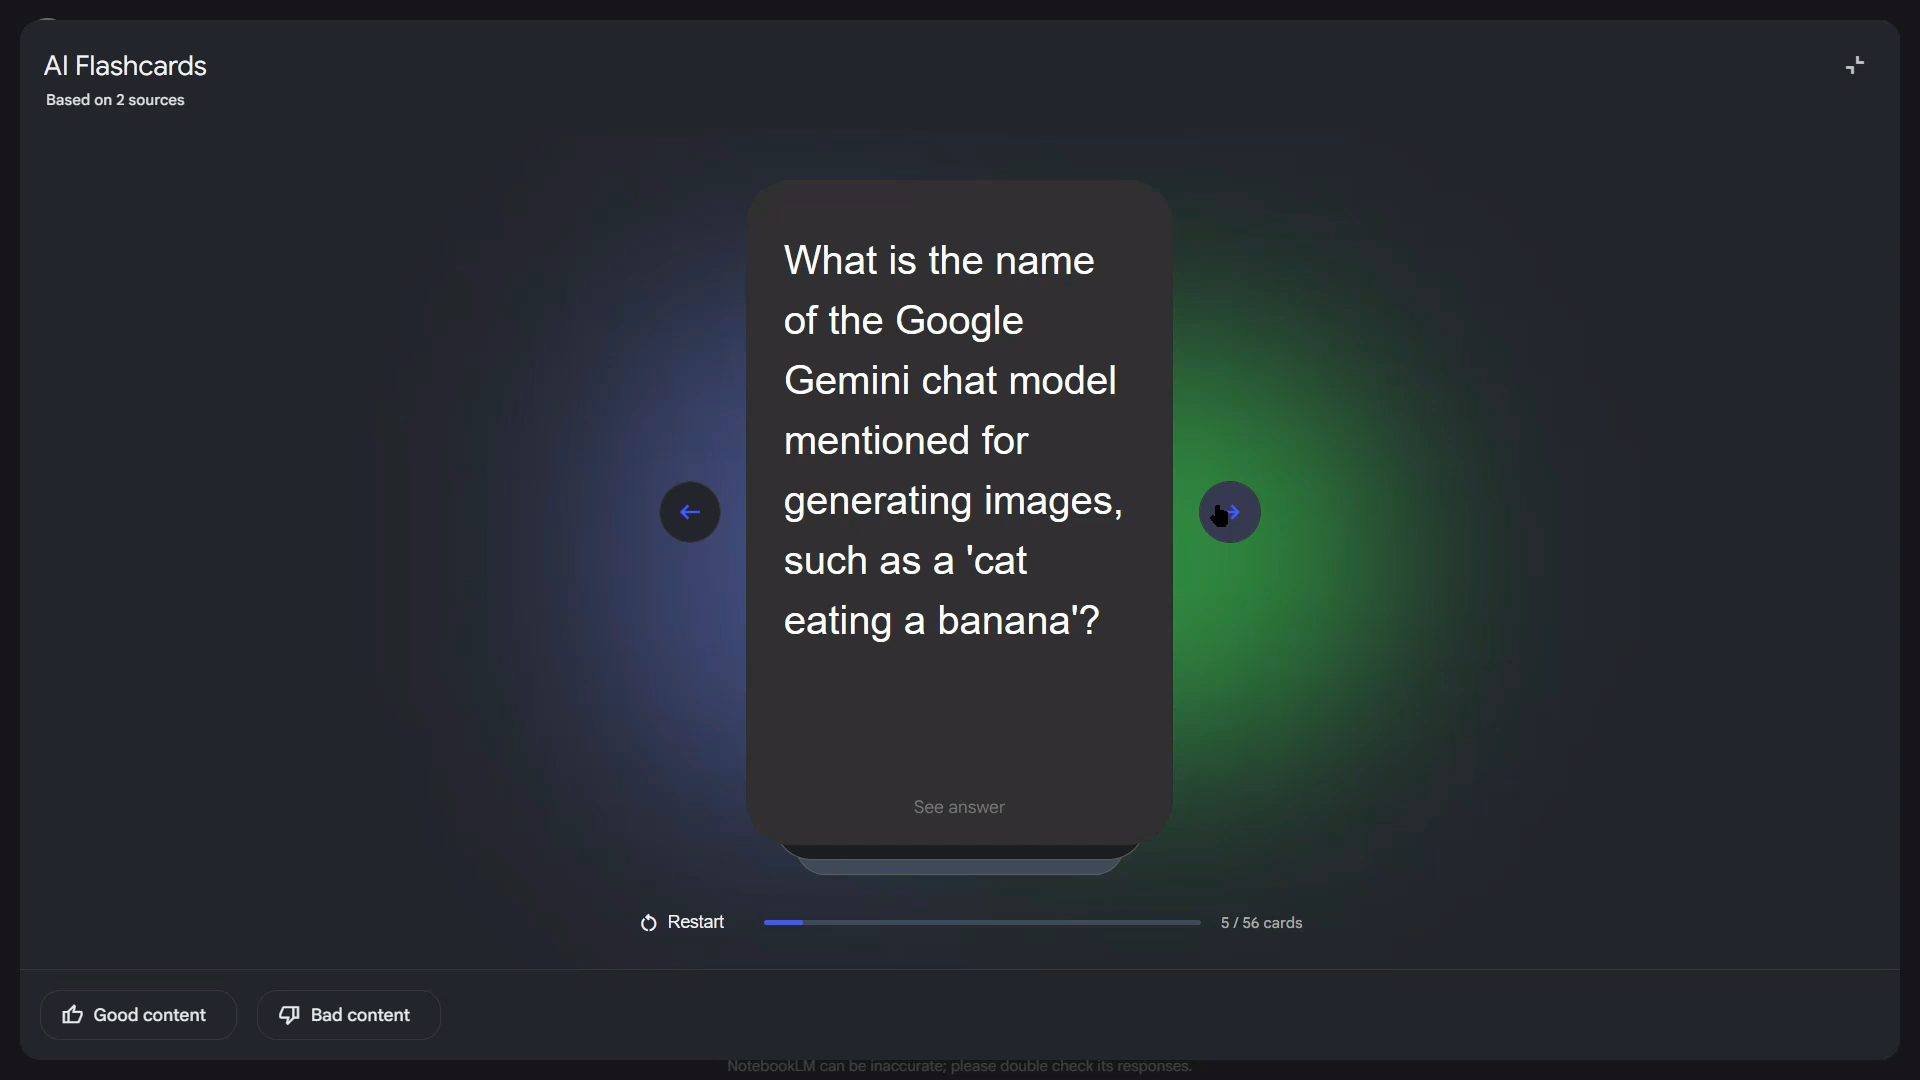 AI Flashcards
Based on 2 sources
What is the name
of the Google
Gemini chat model
mentioned for
generating images,
such as a 'cat
eating a banana'?
See answer
Restart
5 / 56 cards
Good content
Bad content
NotebookLM can be inaccurate; please double check its responses.